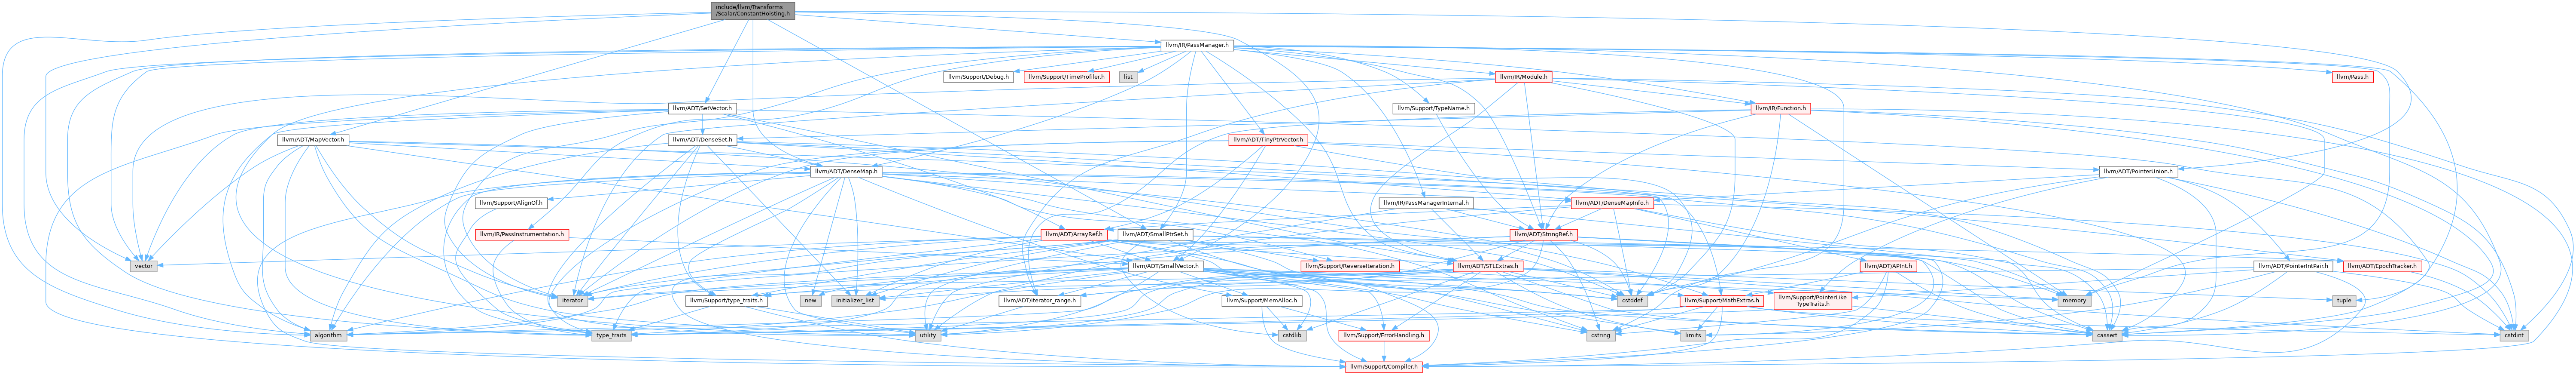 include/llvm/Transforms
/Scalar/ConstantHoisting.h
llvm/IR/PassManager.h
llvm/Support/Debug.h
llvm/Support/TimeProfiler.h
list
llvm/IR/Module.h
llvm/Pass.h
llvm/ADT/SetVector.h
llvm/Support/TypeName.h
llvm/IR/Function.h
llvm/ADT/MapVector.h
llvm/ADT/DenseSet.h
llvm/ADT/TinyPtrVector.h
llvm/ADT/DenseMap.h
llvm/ADT/PointerUnion.h
llvm/Support/AlignOf.h
llvm/IR/PassManagerInternal.h
llvm/ADT/DenseMapInfo.h
llvm/IR/PassInstrumentation.h
llvm/ADT/ArrayRef.h
llvm/ADT/SmallPtrSet.h
llvm/ADT/StringRef.h
vector
llvm/ADT/SmallVector.h
llvm/Support/ReverseIteration.h
llvm/ADT/STLExtras.h
llvm/ADT/APInt.h
llvm/ADT/PointerIntPair.h
llvm/ADT/EpochTracker.h
iterator
llvm/Support/type_traits.h
new
initializer_list
llvm/ADT/iterator_range.h
llvm/Support/MemAlloc.h
cstddef
llvm/Support/MathExtras.h
llvm/Support/PointerLike
TypeTraits.h
memory
tuple
algorithm
type_traits
utility
cstdlib
llvm/Support/ErrorHandling.h
cstring
limits
cassert
cstdint
llvm/Support/Compiler.h